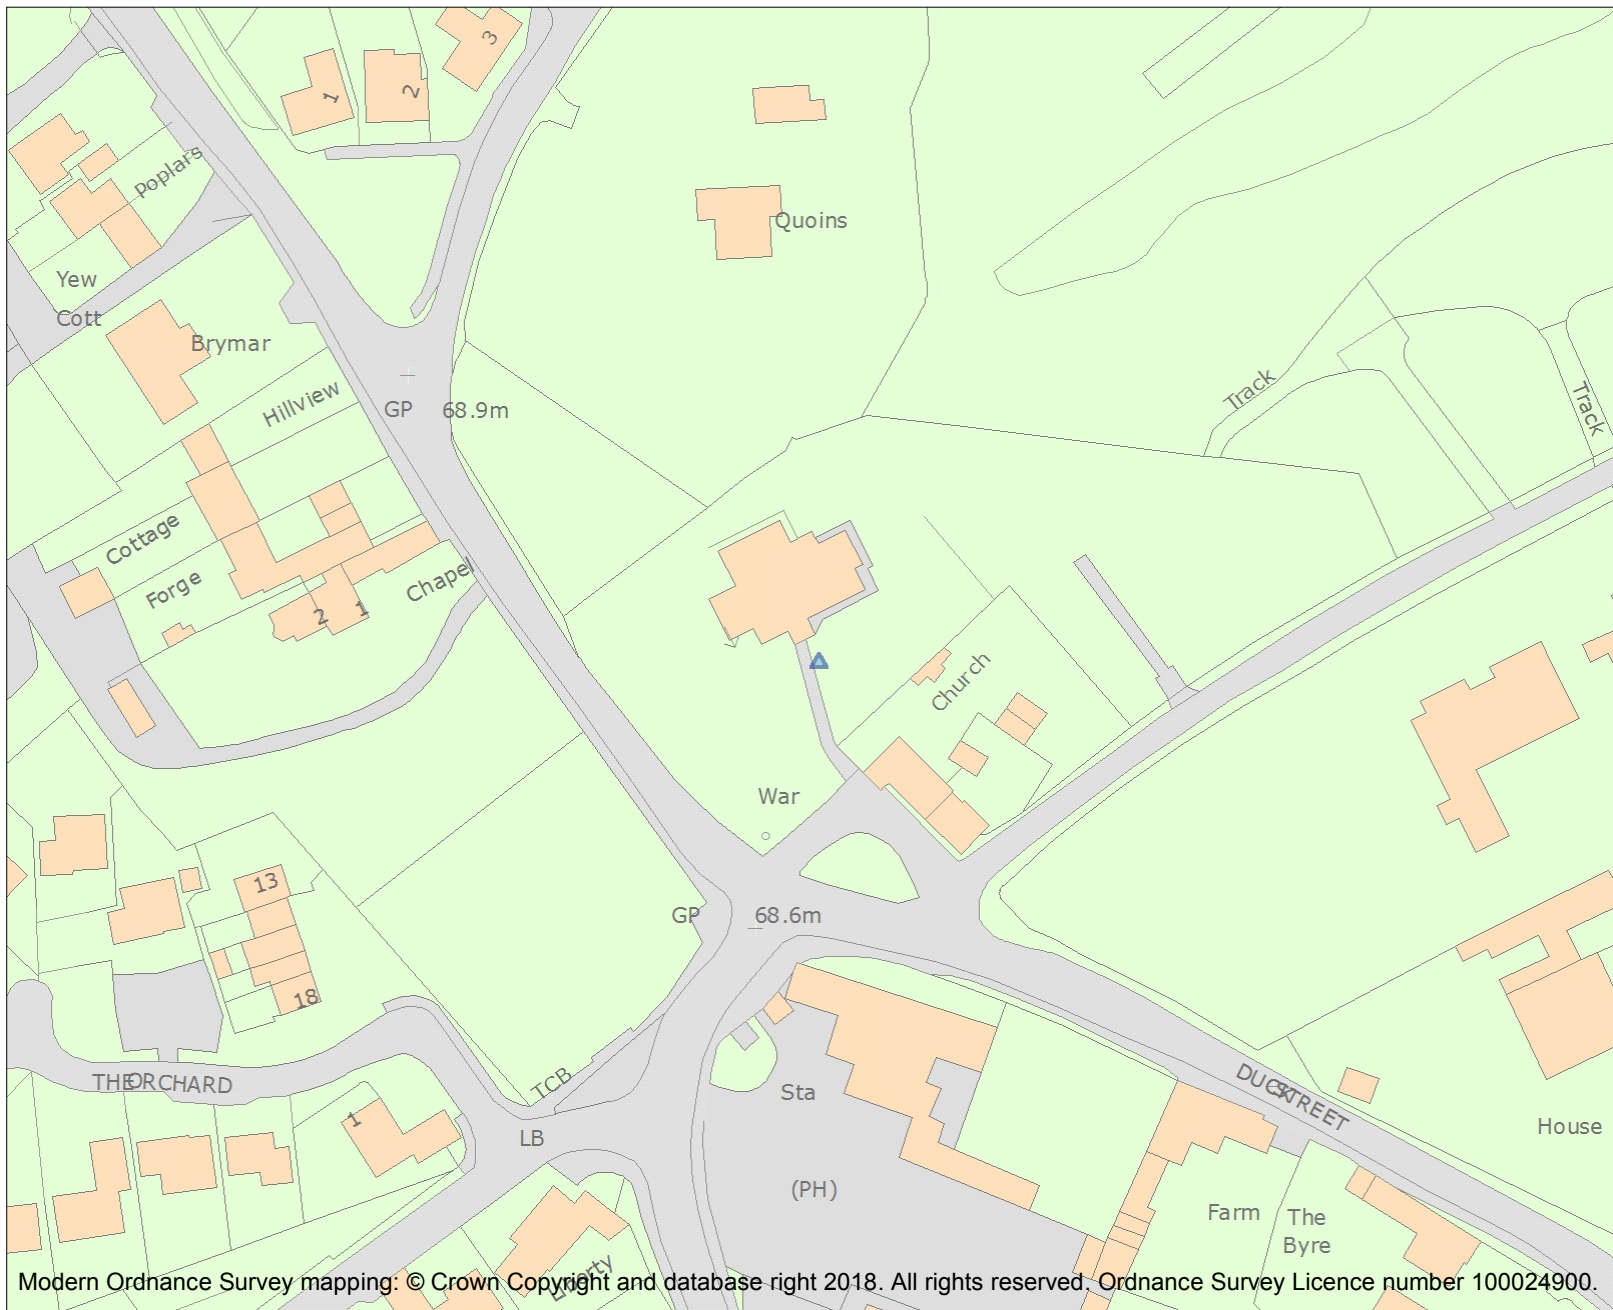 3
1
2
Poplars
Quoins
Yew
Cott
Brymar
Hillview
GP 68.9m
Track
Track
Cottage
Forge
Chapel
2 1
Church
War
13
GP 68.6m
18
THE ORCHARD
TCB
Sta
DUCK STREET
1
LB
House
(PH)
Farm
The
Byre
Liberty
Modern Ordnance Survey mapping: © Crown Copyright and database right 2018. All rights reserved. Ordnance Survey Licence number 100024900.